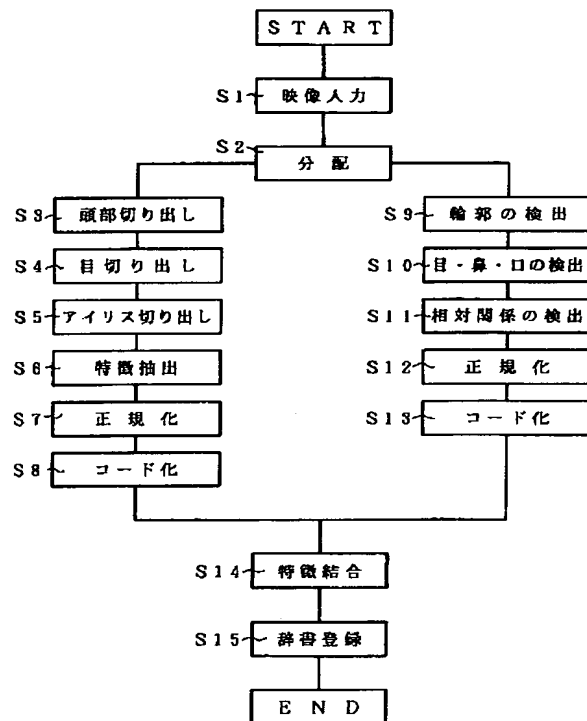 START
S1 映像入力
S2 分配
S3 頭部切り出し
S4 目切り出し
S5 アイリス切り出し
S6 特徴抽出
S7 正規化
S8 コード化
S9 輪郭の検出
S10 目・鼻・口の検出
S11 相対関係の検出
S12 正規化
S13 コード化
S14 特徴結合
S15 辞書登録
END